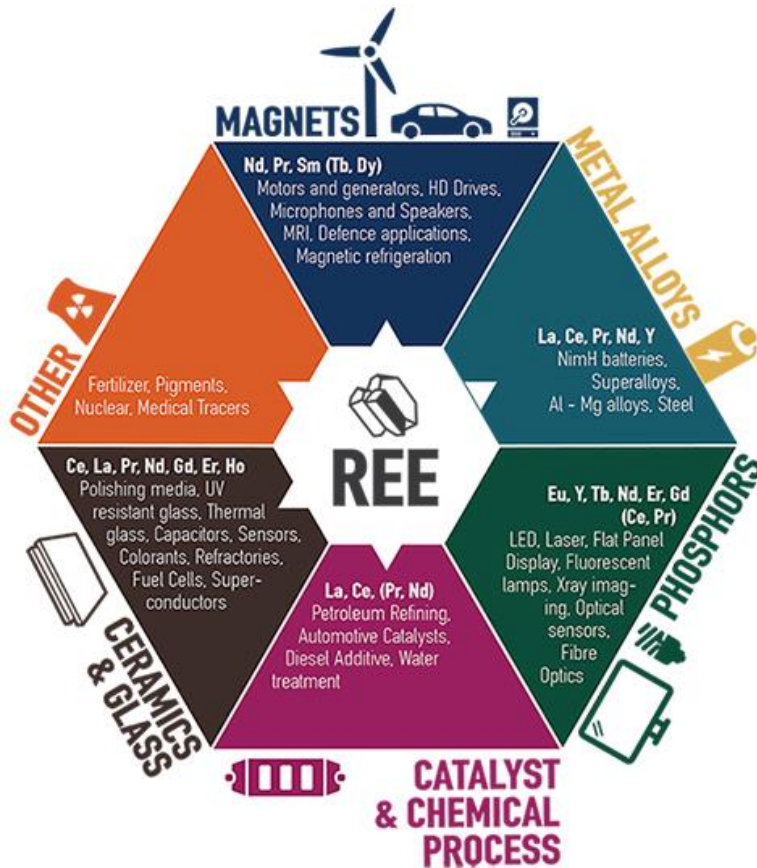 MAGNETS
Nd, Pr, Sm (Tb, Dy)
Motors and generators, HD Drives,
Microphones and Speakers,
MRI, Defence applications,
Magnetic refrigeration
METAL ALLOYS
La, Ce, Pr, Nd, Y
NimH batteries,
Superalloys,
Al - Mg alloys, Steel
OTHER
Fertilizer, Pigments,
Nuclear, Medical Tracers
REE
Ce, La, Pr, Nd, Gd, Er, Ho
Polishing media, UV
resistant glass, Thermal
glass, Capacitors, Sensors,
Colorants, Refractories,
Fuel Cells, Super-
conductors
CERAMICS
& GLASS
Eu, Y, Tb, Nd, Er, Gd
(Ce, Pr)
LED, Laser, Flat Panel
Display, Fluorescent
lamps, Xray imag-
ing, Optical
sensors,
Fibre
Optics
PHOSPHORS
La, Ce, (Pr, Nd)
Petroleum Refining,
Automotive Catalysts,
Diesel Additive, Water
treatment
CATALYST
& CHEMICAL
PROCESS